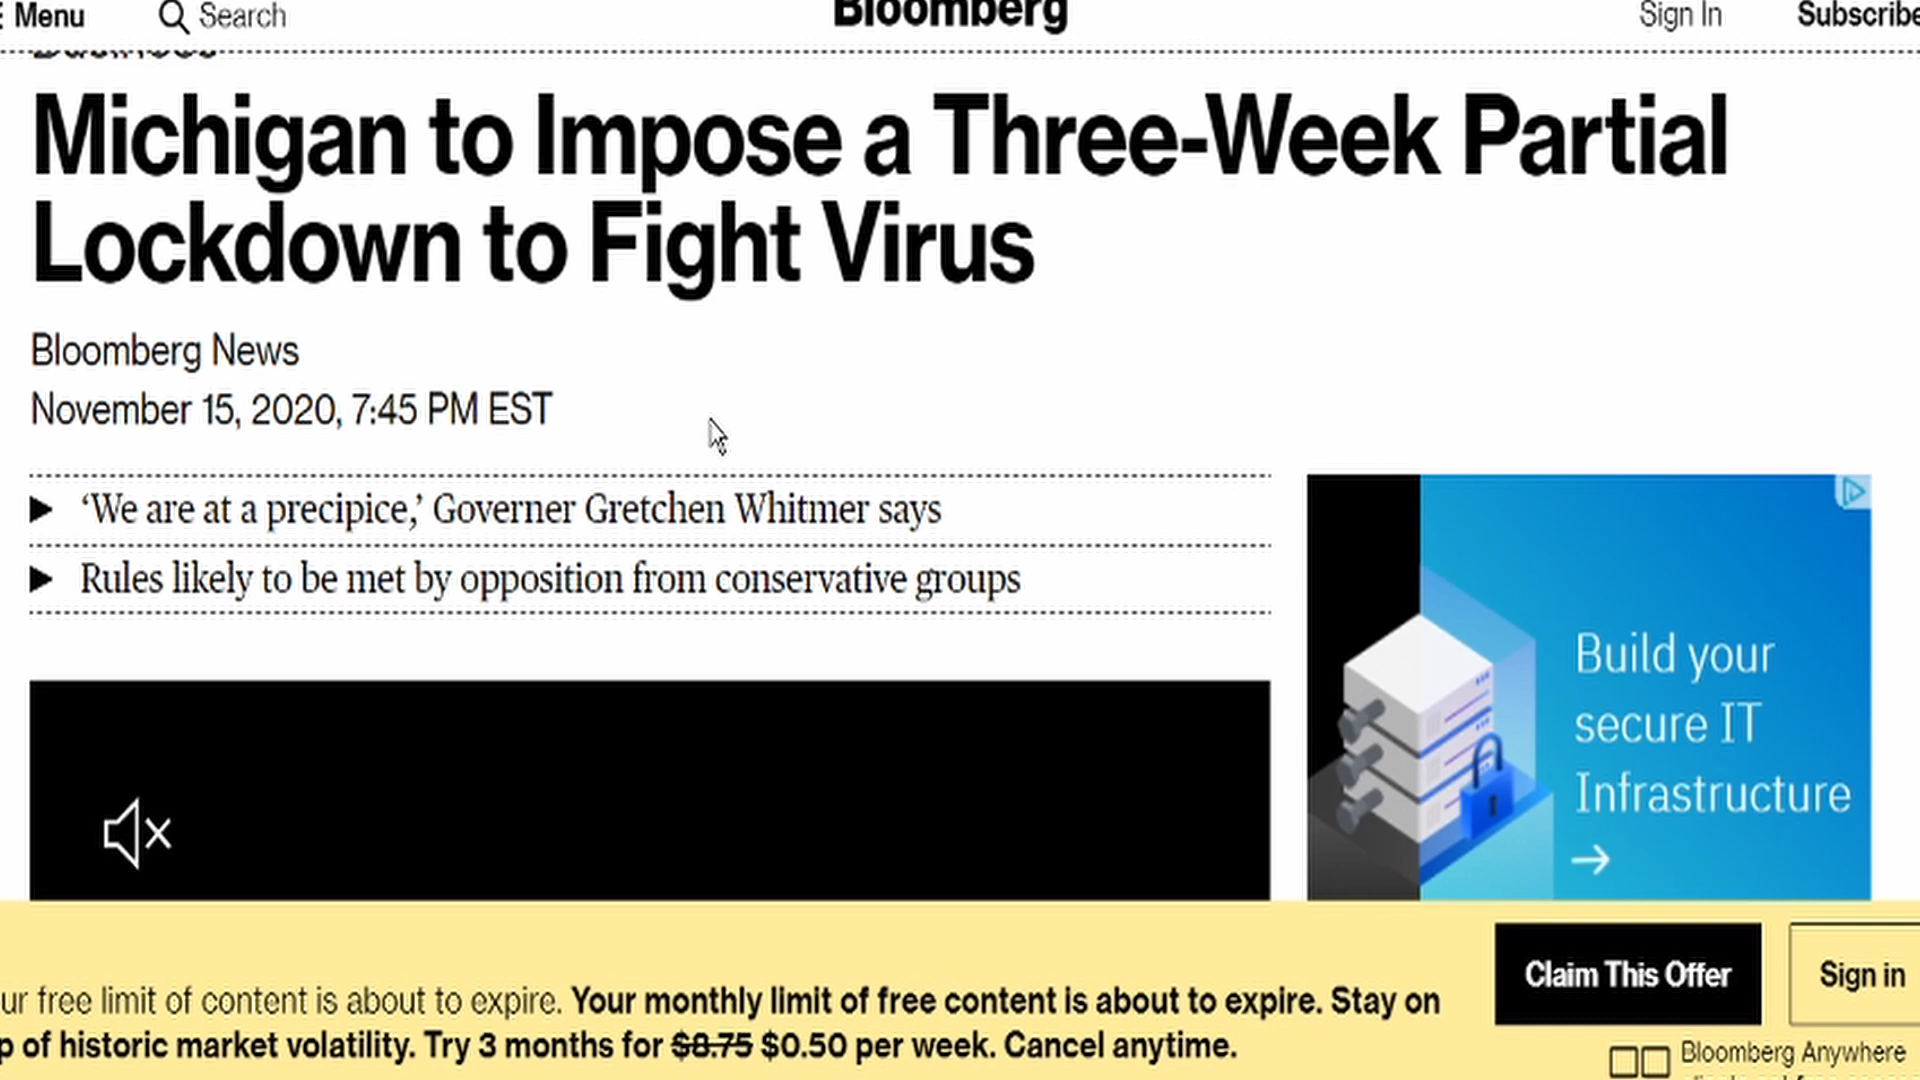 Menu
Search
Bloomberg
Sign In
Subscribe
Business
Michigan to Impose a Three-Week Partial
Lockdown to Fight Virus
Bloomberg News
November 15, 2020, 7:45 PM EST
‘We are at a precipice,’ Governer Gretchen Whitmer says
Rules likely to be met by opposition from conservative groups
Build your
secure IT
Infrastructure
ur free limit of content is about to expire. Your monthly limit of free content is about to expire. Stay on
p of historic market volatility. Try 3 months for $8.75 $0.50 per week. Cancel anytime.
Claim This Offer
Sign in
Bloomberg Anywhere